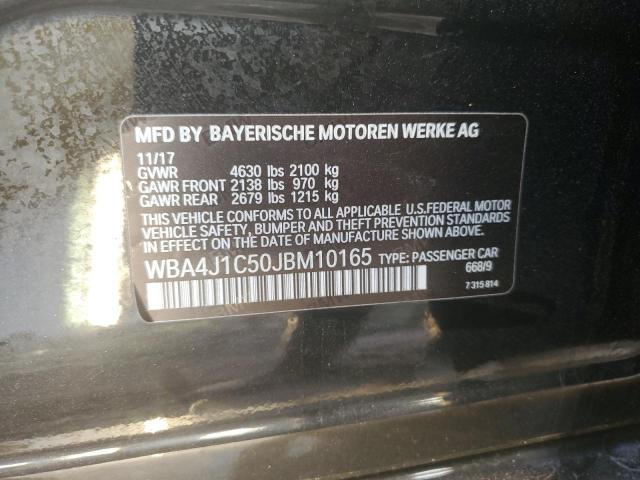 MFD BY BAYERISCHE MOTOREN WERKE AG
11/17
GVWR 4630 lbs 2100 kg
GAWR FRONT 2138 lbs 970 kg
GAWR REAR 2679 lbs 1215 kg
THIS VEHICLE CONFORMS TO ALL APPLICABLE U.S.FEDERAL MOTOR
VEHICLE SAFETY, BUMPER AND THEFT PREVENTION STANDARDS
IN EFFECT ON THE DATE OF MANUFACTURE SHOWN ABOVE.
WBA4J1C50JBM10165 TYPE: PASSENGER CAR
668/9
7 315 814